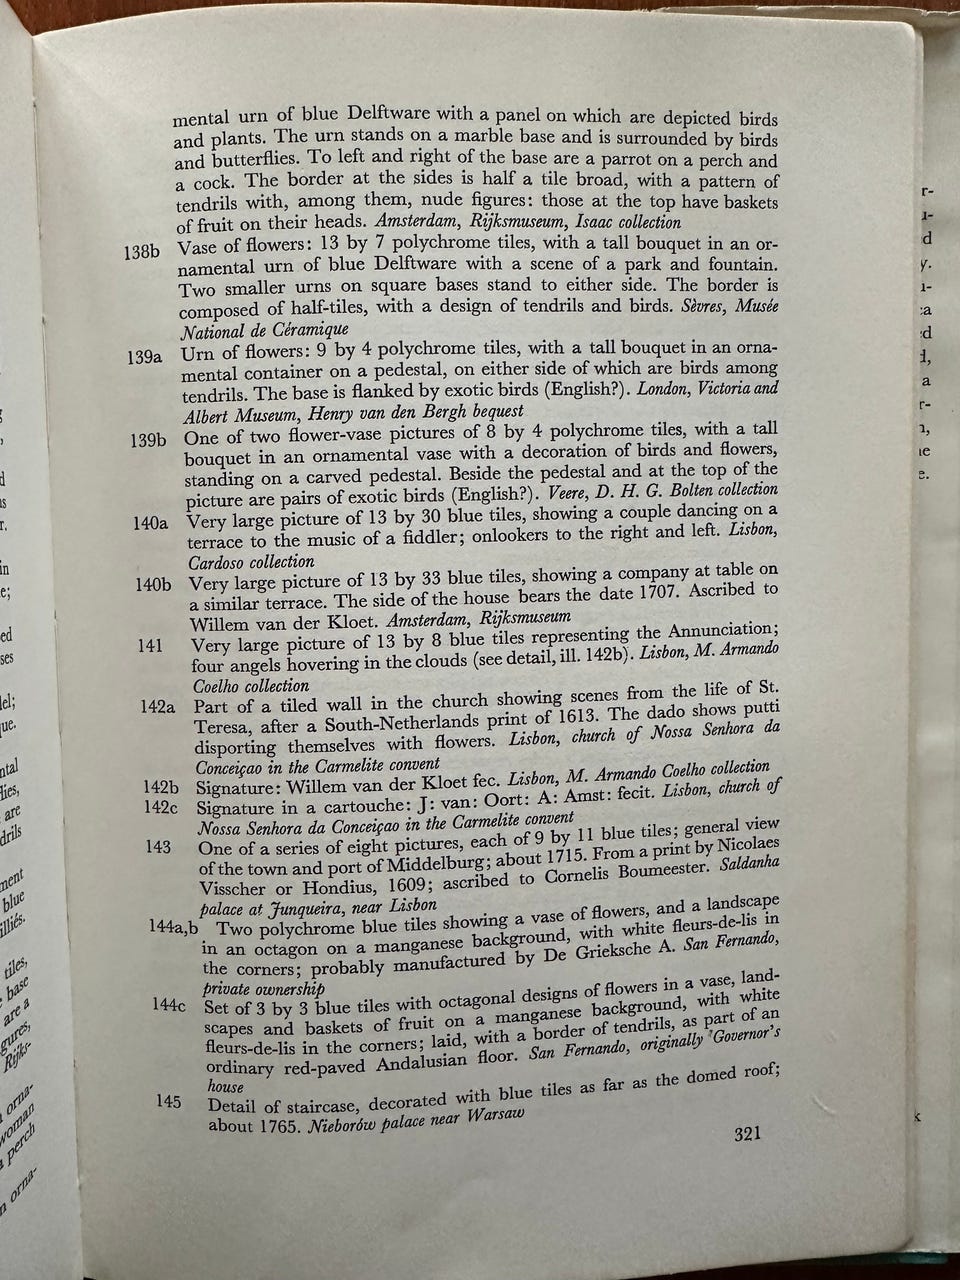 mental urn of blue Delftware with a panel on which are depicted birds
and plants. The urn stands on a marble base and is surrounded by birds
and butterflies. To left and right of the base are a parrot on a perch and
a cock. The border at the sides is half a tile broad, with a pattern of
tendrils with, among them, nude figures: those at the top have baskets
of fruit on their heads. Amsterdam, Rijksmuseum, Isaac collection
138b Vase of flowers: 13 by 7 polychrome tiles, with a tall bouquet in an or-
namental urn of blue Delftware with a scene of a park and fountain.
Two smaller urns on square bases stand to either side. The border is
composed of half-tiles, with a design of tendrils and birds. Sèvres, Musée
National de Céramique
139a Urn of flowers: 9 by 4 polychrome tiles, with a tall bouquet in an orna-
mental container on a pedestal, on either side of which are birds among
tendrils. The base is flanked by exotic birds (English?). London, Victoria and
Albert Museum, Henry van den Bergh bequest
139b One of two flower-vase pictures of 8 by 4 polychrome tiles, with a tall
bouquet in an ornamental vase with a decoration of birds and flowers,
standing on a carved pedestal. Beside the pedestal and at the top of the
picture are pairs of exotic birds (English?). Veere, D. H. G. Bolten collection
140a Very large picture of 13 by 30 blue tiles, showing a couple dancing on a
terrace to the music of a fiddler; onlookers to the right and left. Lisbon,
Cardoso collection
140b Very large picture of 13 by 33 blue tiles, showing a company at table on
a similar terrace. The side of the house bears the date 1707. Ascribed to
Willem van der Kloet. Amsterdam, Rijksmuseum
141 Very large picture of 13 by 8 blue tiles representing the Annunciation;
four angels hovering in the clouds (see detail, ill. 142b). Lisbon, M. Armando
Coelho collection
142a Part of a tiled wall in the church showing scenes from the life of St.
Teresa, after a South-Netherlands print of 1613. The dado shows putti
disporting themselves with flowers. Lisbon, church of Nossa Senhora da
Conceiçao in the Carmelite convent
142b Signature: Willem van der Kloet fec. Lisbon, M. Armando Coelho collection
142c Signature in a cartouche: J: van: Oort: A: Amst: fecit. Lisbon, church of
Nossa Senhora da Conceiçao in the Carmelite convent
143 One of a series of eight pictures, each of 9 by 11 blue tiles; general view
of the town and port of Middelburg; about 1715. From a print by Nicolaes
Visscher or Hondius, 1609; ascribed to Cornelis Boumeester. Saldanha
palace at Junqueira, near Lisbon
144a,b Two polychrome blue tiles showing a vase of flowers, and a landscape
in an octagon on a manganese background, with white fleurs-de-lis in
the corners; probably manufactured by De Grieksche A. San Fernando,
private ownership
144c Set of 3 by 3 blue tiles with octagonal designs of flowers in a vase, land-
scapes and baskets of fruit on a manganese background, with white
fleurs-de-lis in the corners; laid, with a border of tendrils, as part of an
ordinary red-paved Andalusian floor. San Fernando, originally Governor's
house
145 Detail of staircase, decorated with blue tiles as far as the domed roof;
about 1765. Nieborów palace near Warsaw
321